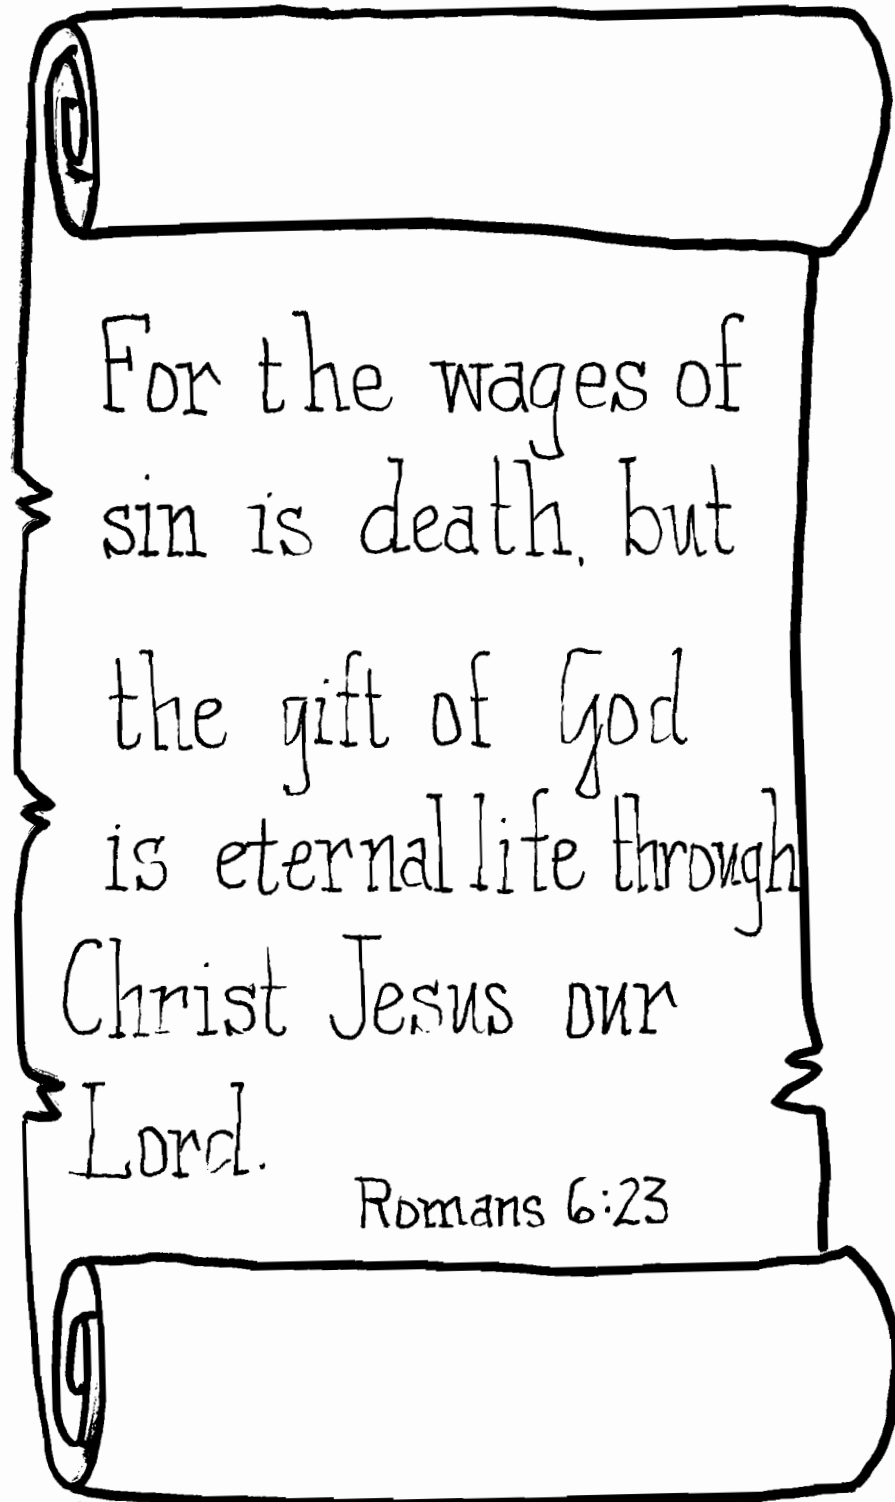 For the wages of
sin is death, but
the gift of God
is eternal life through
Christ Jesus our
Lord.
Romans 6:23